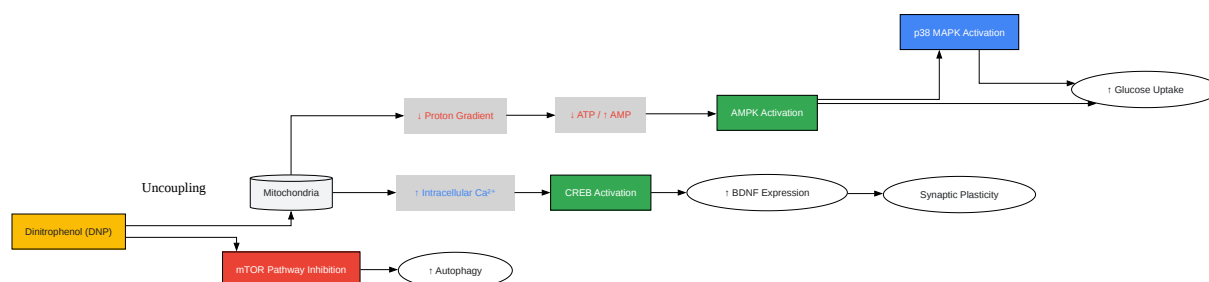 p38 MAPK Activation
↑ Glucose Uptake
↓ Proton Gradient
↓ ATP / ↑ AMP
AMPK Activation
Uncoupling
Mitochondria
↑ Intracellular Ca²⁺
CREB Activation
↑ BDNF Expression
Synaptic Plasticity
Dinitrophenol (DNP)
mTOR Pathway Inhibition
↑ Autophagy